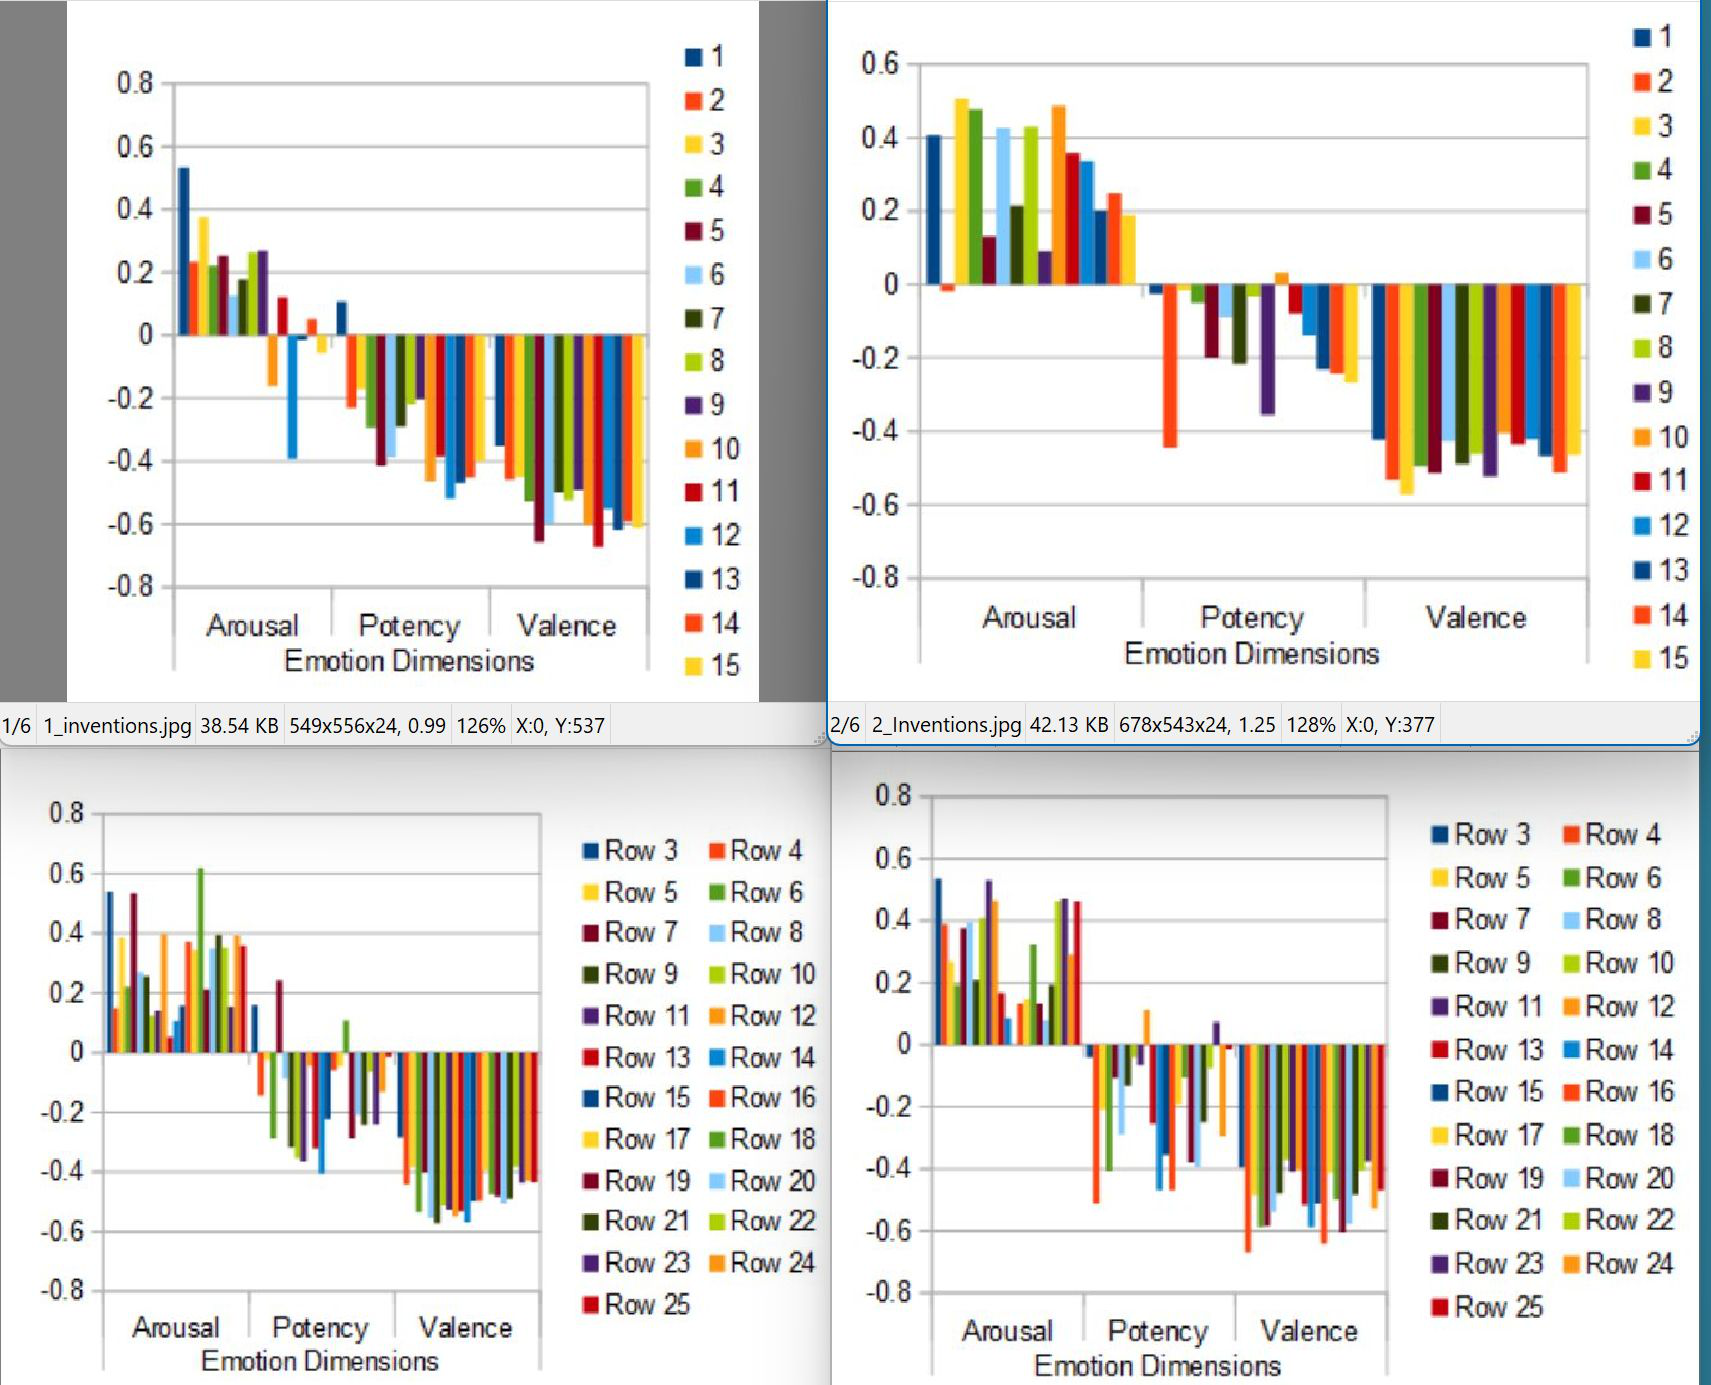 0.8
0.6
0.4
0.2
0
-0.2
-0.4
-0.6
-0.8
Arousal Potency Valence
Emotion Dimensions
1
2
3
4
5
6
7
8
9
10
11
12
13
14
15
1/6 1_inventions.jpg 38.54 KB 549x556x24, 0.99 126% X:0, Y:537
0.6
0.4
0.2
0
-0.2
-0.4
-0.6
-0.8
Arousal Potency Valence
Emotion Dimensions
1
2
3
4
5
6
7
8
9
10
11
12
13
14
15
2/6 2_Inventions.jpg 42.13 KB 678x543x24, 1.25 128% X:0, Y:377
0.8
0.6
0.4
0.2
0
-0.2
-0.4
-0.6
-0.8
Arousal Potency Valence
Emotion Dimensions
Row 3 Row 4
Row 5 Row 6
Row 7 Row 8
Row 9 Row 10
Row 11 Row 12
Row 13 Row 14
Row 15 Row 16
Row 17 Row 18
Row 19 Row 20
Row 21 Row 22
Row 23 Row 24
Row 25
0.8
0.6
0.4
0.2
0
-0.2
-0.4
-0.6
-0.8
Arousal Potency Valence
Emotion Dimensions
Row 3 Row 4
Row 5 Row 6
Row 7 Row 8
Row 9 Row 10
Row 11 Row 12
Row 13 Row 14
Row 15 Row 16
Row 17 Row 18
Row 19 Row 20
Row 21 Row 22
Row 23 Row 24
Row 25